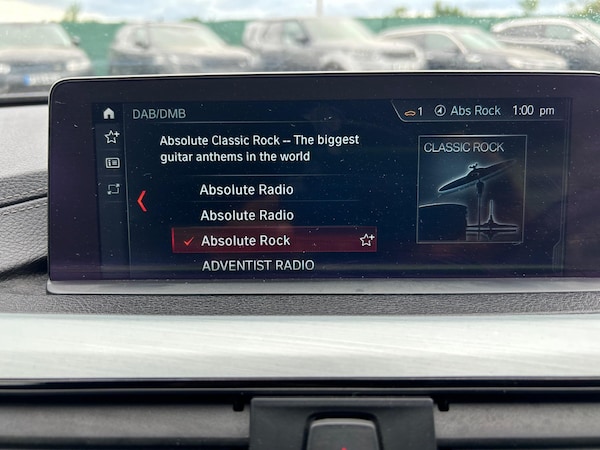 DAB/DMB
1 Abs Rock 1:00 pm
Absolute Classic Rock -- The biggest
guitar anthems in the world
Absolute Radio
Absolute Radio
Absolute Rock
ADVENTIST RADIO
CLASSIC ROCK